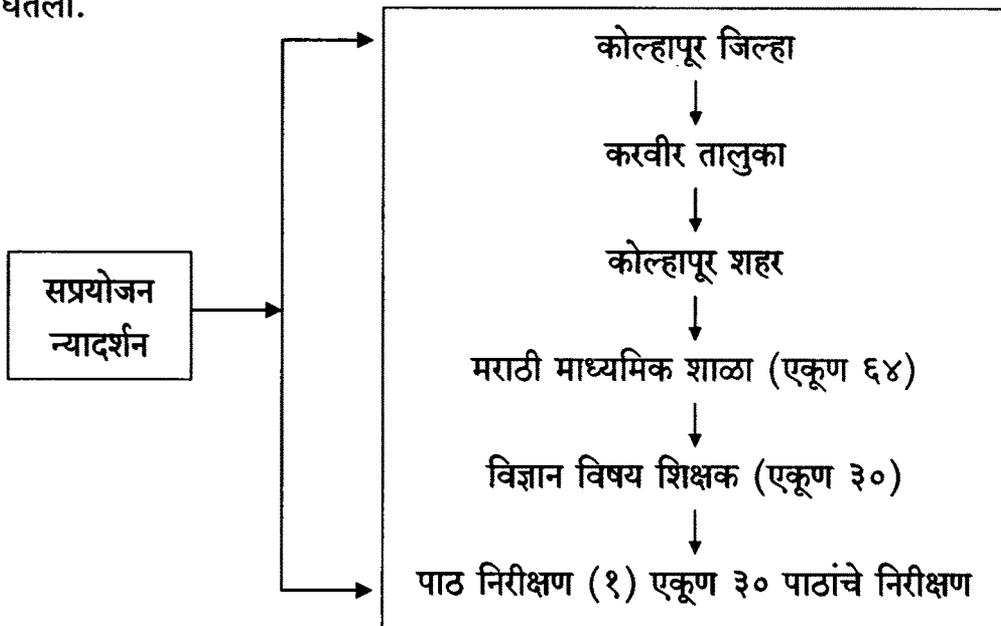 घेतला.
कोल्हापूर जिल्हा
करवीर तालुका
कोल्हापूर शहर
सप्रयोजन
न्यादर्शन
मराठी माध्यमिक शाळा (एकूण ६४)
विज्ञान विषय शिक्षक (एकूण ३०)
पाठ निरीक्षण (१) एकूण ३० पाठांचे निरीक्षण